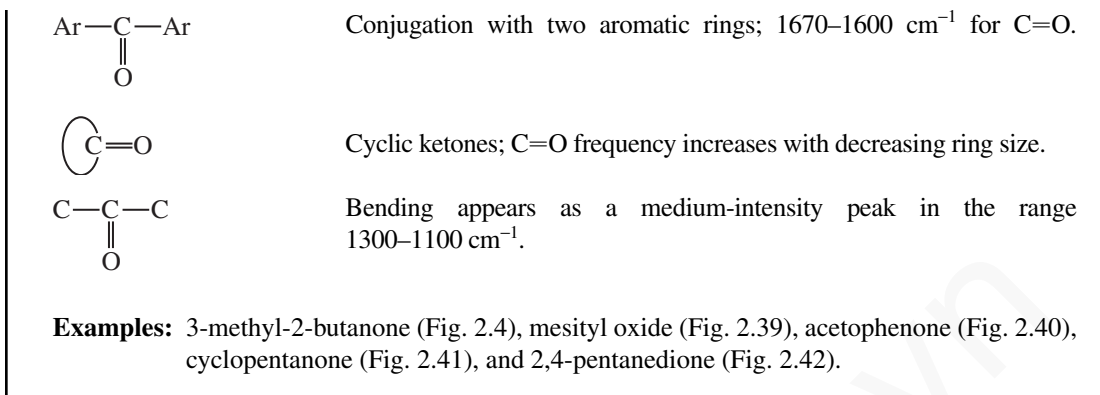 Ar—C—Ar Conjugation with two aromatic rings; 1670–1600 cm⁻¹ for C=O.
O
C=O Cyclic ketones; C=O frequency increases with decreasing ring size.
C—C—C Bending appears as a medium-intensity peak in the range
1300–1100 cm⁻¹.
O
Examples: 3-methyl-2-butanone (Fig. 2.4), mesityl oxide (Fig. 2.39), acetophenone (Fig. 2.40),
cyclopentanone (Fig. 2.41), and 2,4-pentanedione (Fig. 2.42).
vn